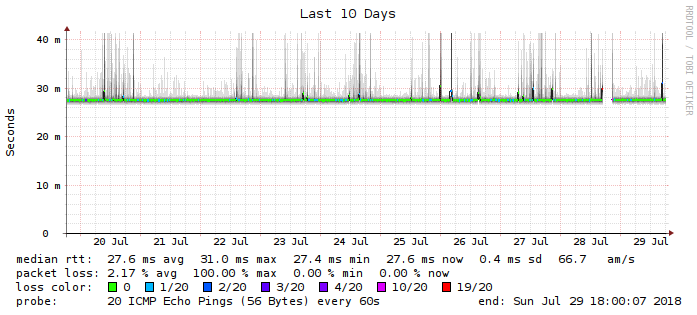 Last 10 Days
RRDTOOL / TOBI OETIKER
Seconds
40 m
30 m
20 m
10 m
0
20 Jul 21 Jul 22 Jul 23 Jul 24 Jul 25 Jul 26 Jul 27 Jul 28 Jul 29 Jul
median rtt: 27.6 ms avg 31.0 ms max 27.4 ms min 27.6 ms now 0.4 ms sd 66.7 am/s
packet loss: 2.17 % avg 100.00 % max 0.00 % min 0.00 % now
loss color: 0 1/20 2/20 3/20 4/20 10/20 19/20
probe: 20 ICMP Echo Pings (56 Bytes) every 60s end: Sun Jul 29 18:00:07 2018